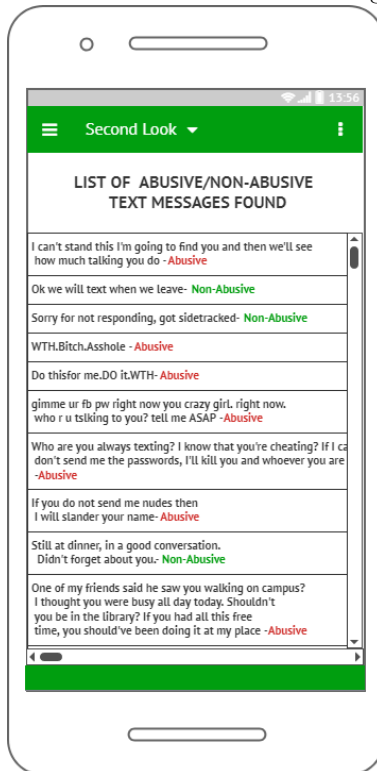 13:56
Second Look
LIST OF ABUSIVE/NON-ABUSIVE
TEXT MESSAGES FOUND
I can't stand this I'm going to find you and then we'll see
how much talking you do -Abusive
Ok we will text when we leave- Non-Abusive
Sorry for not responding, got sidetracked- Non-Abusive
WTH.Bitch.Asshole -Abusive
Do thisfor me.DO it.WTH- Abusive
gimme ur fb pw right now you crazy girl. right now.
who r u tslking to you? tell me ASAP -Abusive
Who are you always texting? I know that you're cheating? If I ca
don't send me the passwords, I'll kill you and whoever you are
-Abusive
If you do not send me nudes then
I will slander your name- Abusive
Still at dinner, in a good conversation.
Didn't forget about you.- Non-Abusive
One of my friends said he saw you walking on campus?
I thought you were busy all day today. Shouldn't
you be in the library? If you had all this free
time, you should've been doing it at my place -Abusive